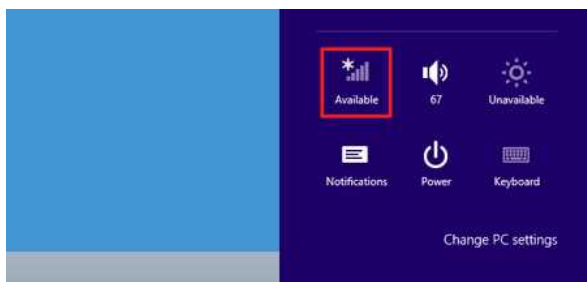 Available
67
Unavailable
Notifications
Power
Keyboard
Change PC settings